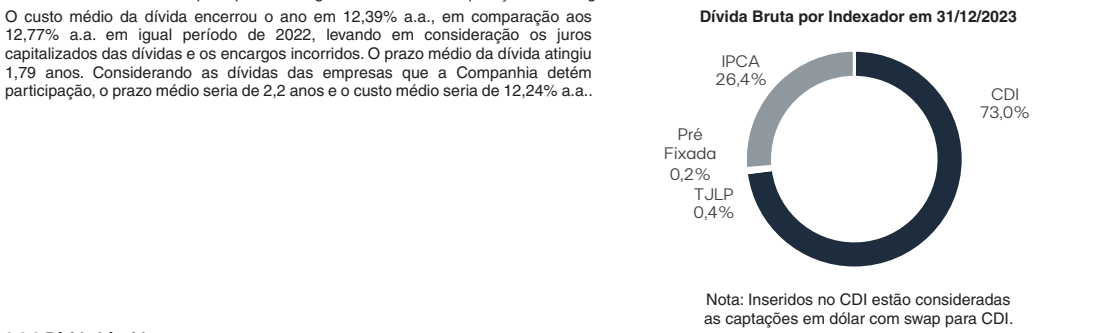 O custo médio da dívida encerrou o ano em 12,39% a.a., em comparação aos
12,77% a.a. em igual período de 2022, levando em consideração os juros
capitalizados das dívidas e os encargos incorridos. O prazo médio da dívida atingiu
1,79 anos. Considerando as dívidas das empresas que a Companhia detém
participação, o prazo médio seria de 2,2 anos e o custo médio seria de 12,24% a.a..
Dívida Bruta por Indexador em 31/12/2023
IPCA
26,4%
CDI
73,0%
Pré
Fixada
0,2%
TJLP
0,4%
Nota: Inseridos no CDI estão consideradas
as captações em dólar com swap para CDI.